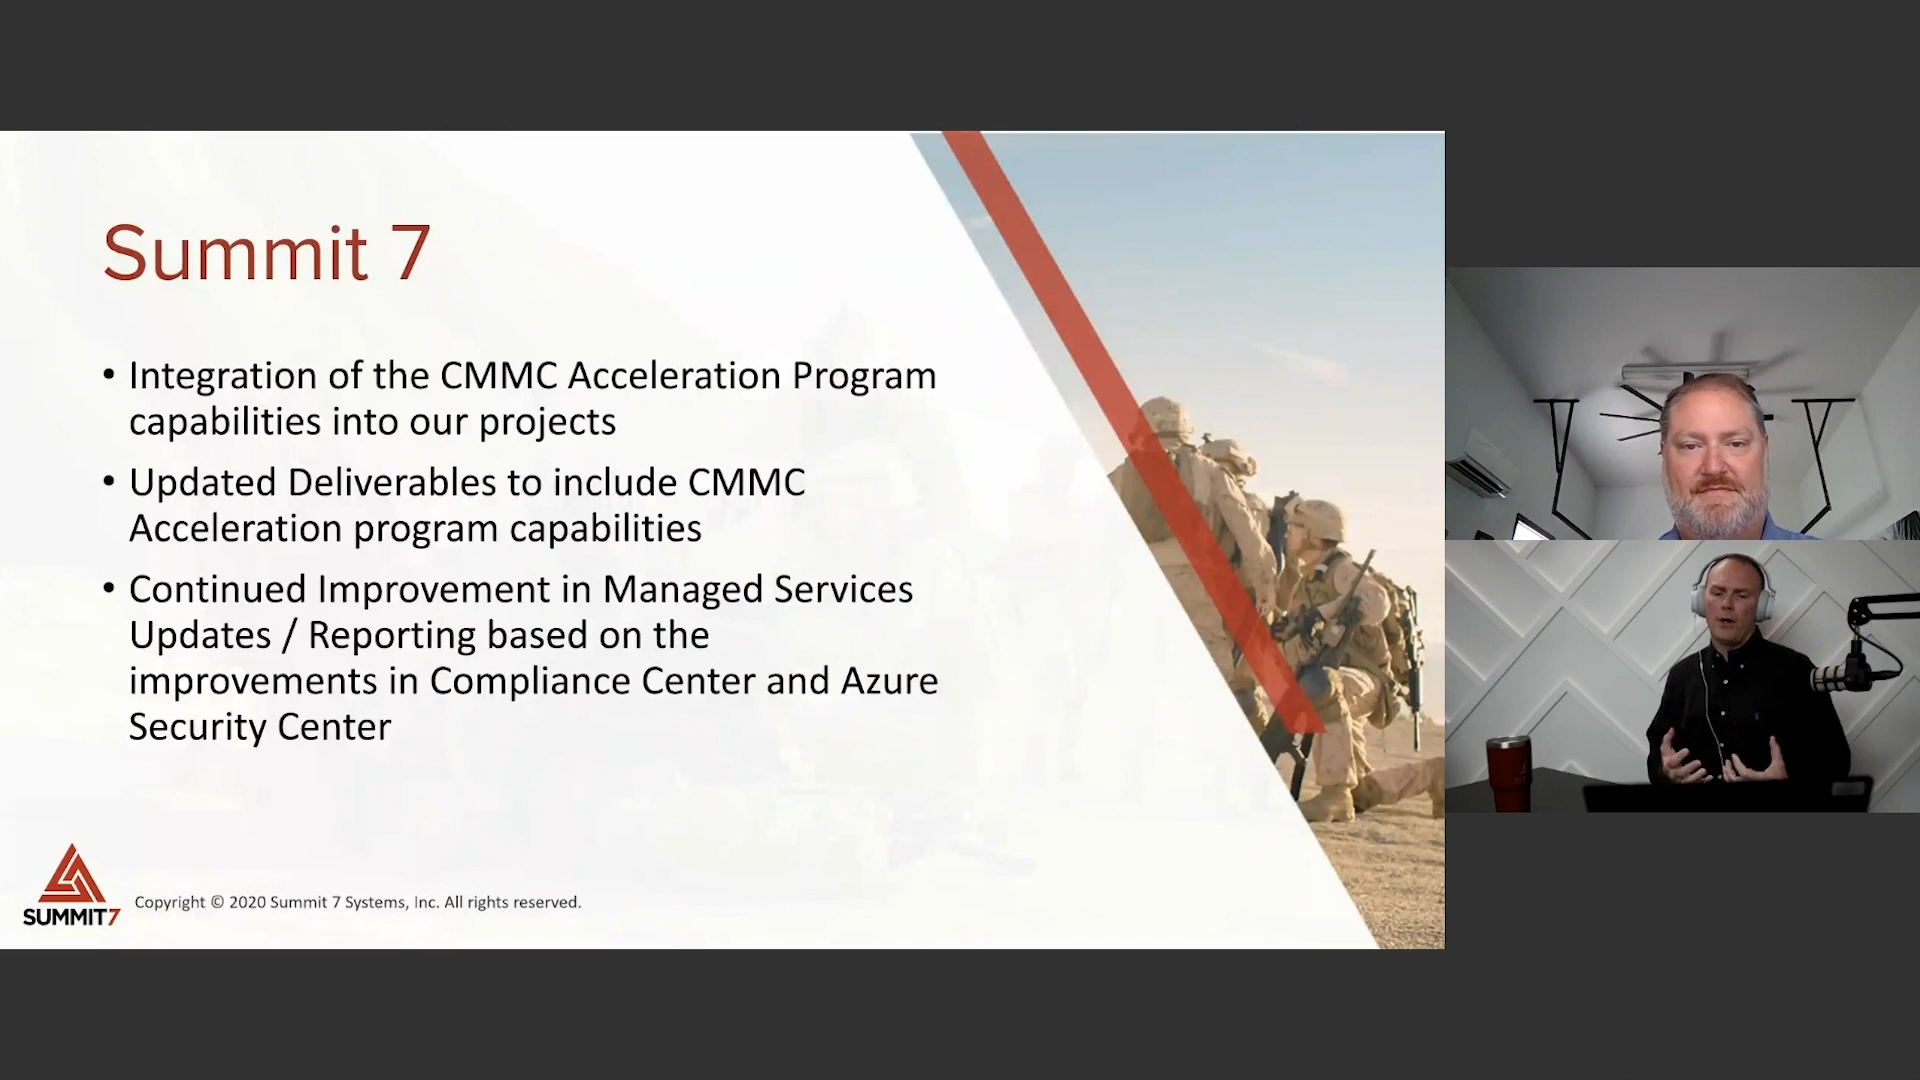 Summit 7
• Integration of the CMMC Acceleration Program
capabilities into our projects
• Updated Deliverables to include CMMC
Acceleration program capabilities
• Continued Improvement in Managed Services
Updates / Reporting based on the
improvements in Compliance Center and Azure
Security Center
SUMMIT7
Copyright © 2020 Summit 7 Systems, Inc. All rights reserved.